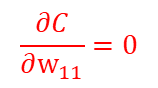 ∂C/∂w₁₁ = 0